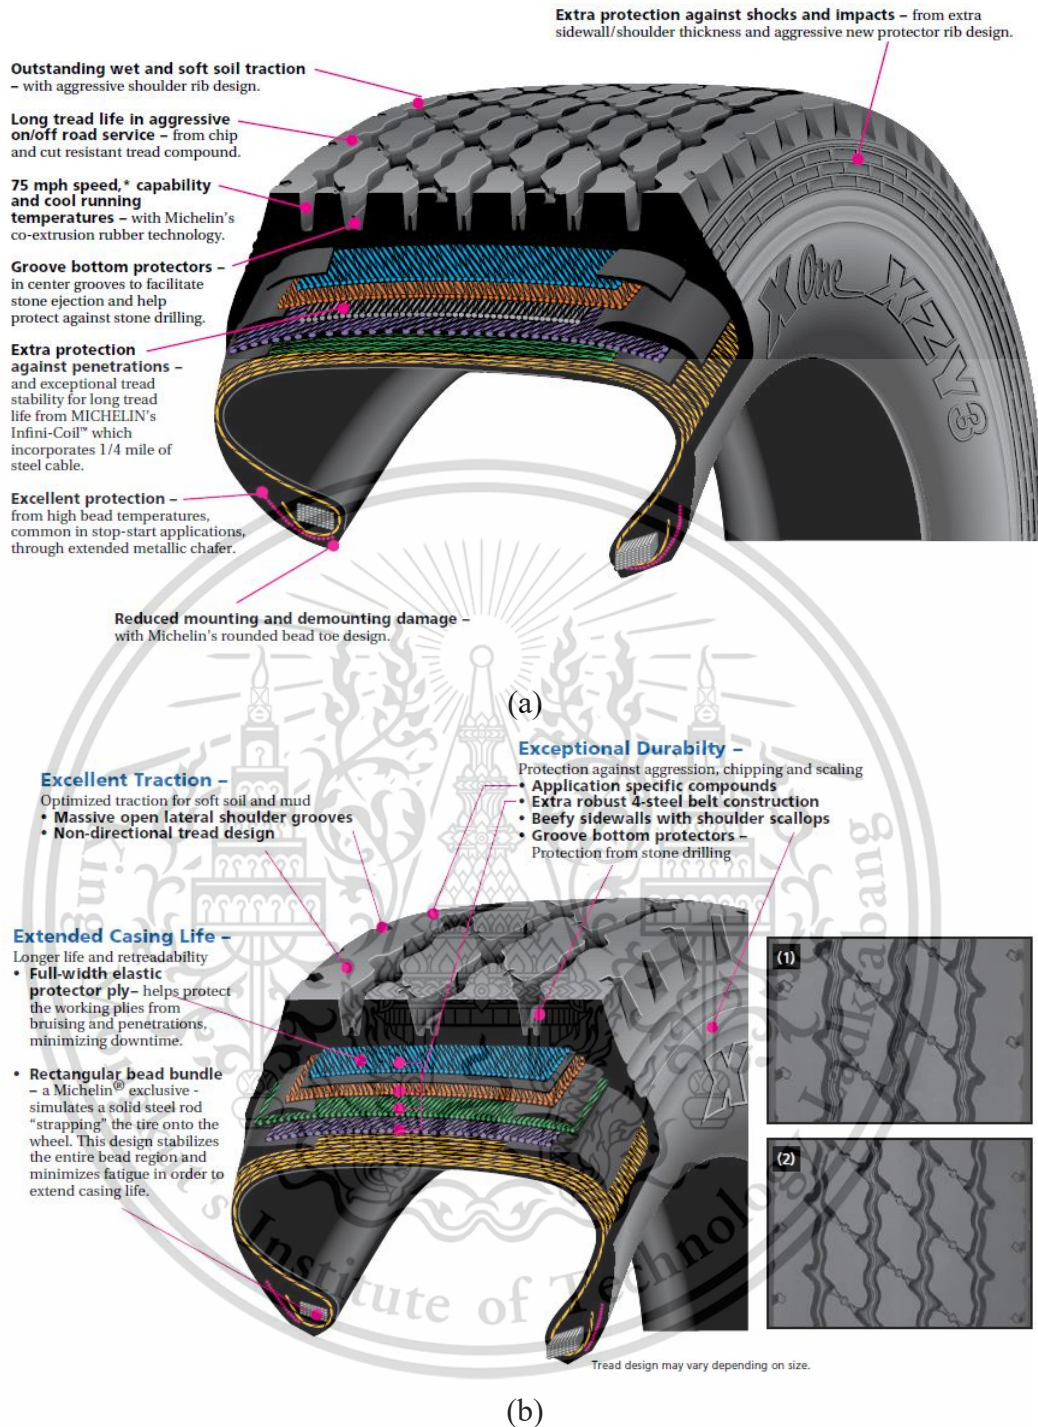 Extra protection against shocks and impacts – from extra
sidewall/shoulder thickness and aggressive new protector rib design.
Outstanding wet and soft soil traction
– with aggressive shoulder rib design.
Long tread life in aggressive
on/off road service – from chip
and cut resistant tread compound.
75 mph speed,* capability
and cool running
temperatures – with Michelin's
co-extrusion rubber technology.
Groove bottom protectors –
in center grooves to facilitate
stone ejection and help
protect against stone drilling.
Extra protection
against penetrations –
and exceptional tread
stability for long tread
life from MICHELIN's
Infini-Coil™ which
incorporates 1/4 mile of
steel cable.
Excellent protection –
from high bead temperatures,
common in stop-start applications,
through extended metallic chafer.
Reduced mounting and demounting damage –
with Michelin's rounded bead toe design.
X One XZY3
(a)
Exceptional Durabilty –
Protection against aggression, chipping and scaling
• Application specific compounds
• Extra robust 4-steel belt construction
• Beefy sidewalls with shoulder scallops
• Groove bottom protectors –
Protection from stone drilling
Excellent Traction –
Optimized traction for soft soil and mud
• Massive open lateral shoulder grooves
• Non-directional tread design
Extended Casing Life –
Longer life and retreadability
• Full-width elastic
protector ply– helps protect
the working plies from
bruising and penetrations,
minimizing downtime.
• Rectangular bead bundle
– a Michelin® exclusive -
simulates a solid steel rod
"strapping" the tire onto the
wheel. This design stabilizes
the entire bead region and
minimizes fatigue in order to
extend casing life.
(1)
(2)
Tread design may vary depending on size.
(b)
King Mongkut's Institute of Technology Ladkrabang